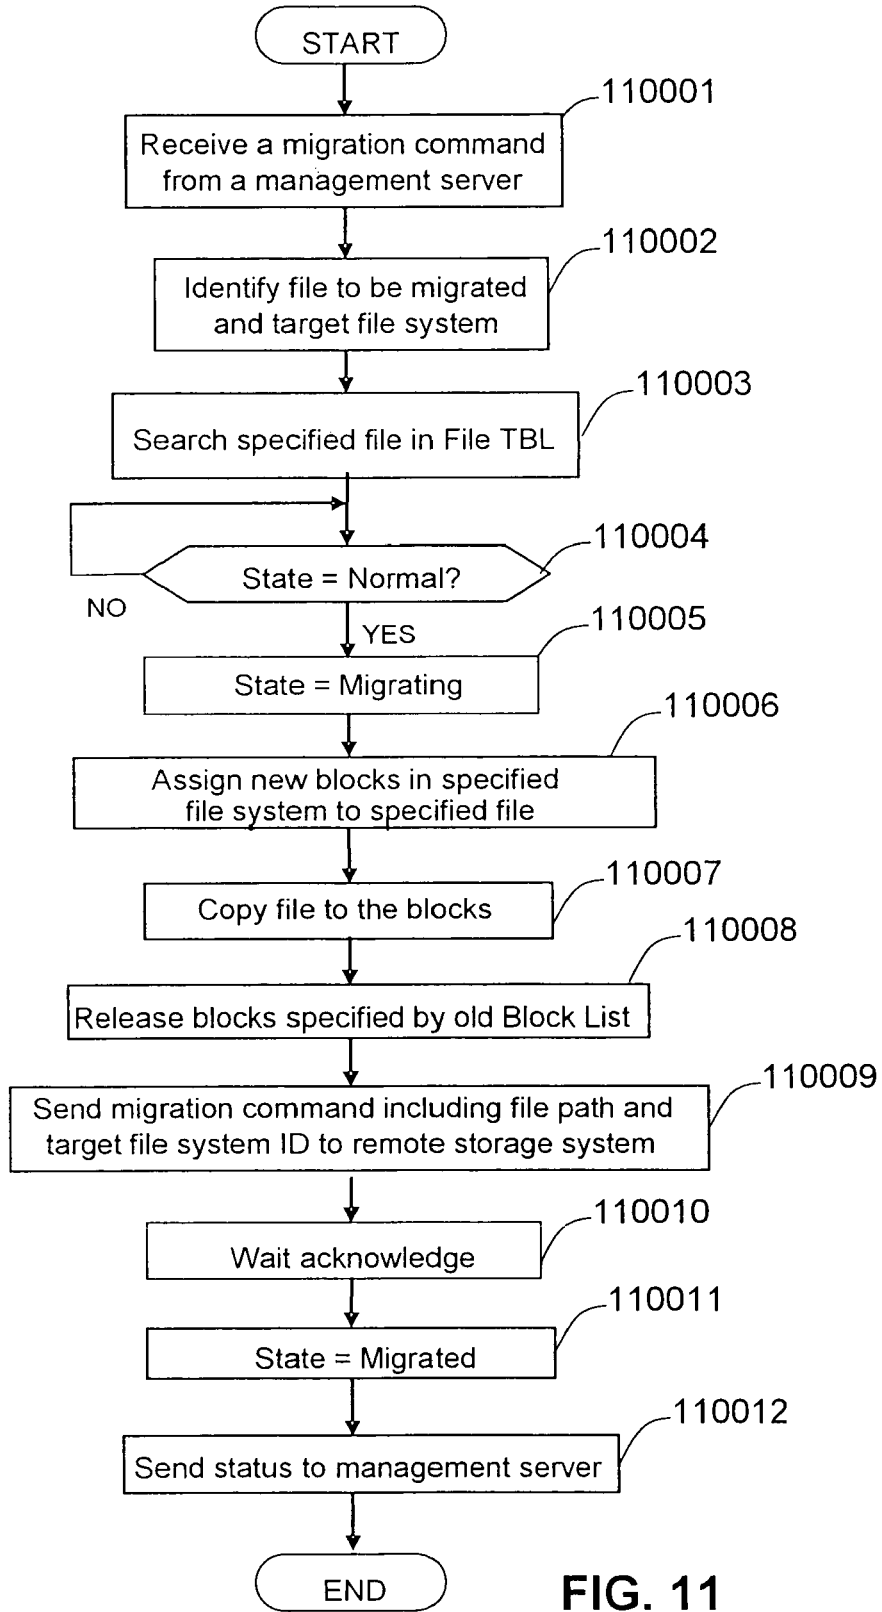 START
110001
Receive a migration command
from a management server
110002
Identify file to be migrated
and target file system
110003
Search specified file in File TBL
110004
State = Normal?
NO
YES
110005
State = Migrating
110006
Assign new blocks in specified
file system to specified file
110007
Copy file to the blocks
110008
Release blocks specified by old Block List
110009
Send migration command including file path and
target file system ID to remote storage system
110010
Wait acknowledge
110011
State = Migrated
110012
Send status to management server
END
FIG. 11